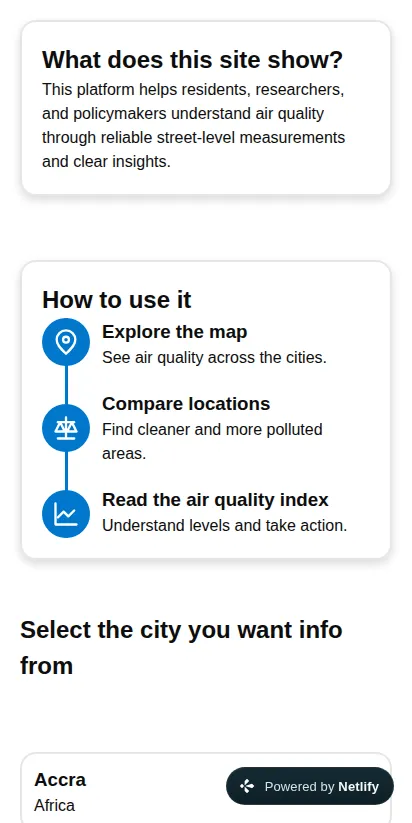 What does this site show?
This platform helps residents, researchers,
and policymakers understand air quality
through reliable street-level measurements
and clear insights.
How to use it
Explore the map
See air quality across the cities.
Compare locations
Find cleaner and more polluted
areas.
Read the air quality index
Understand levels and take action.
Select the city you want info
from
Accra
Africa
Powered by Netlify